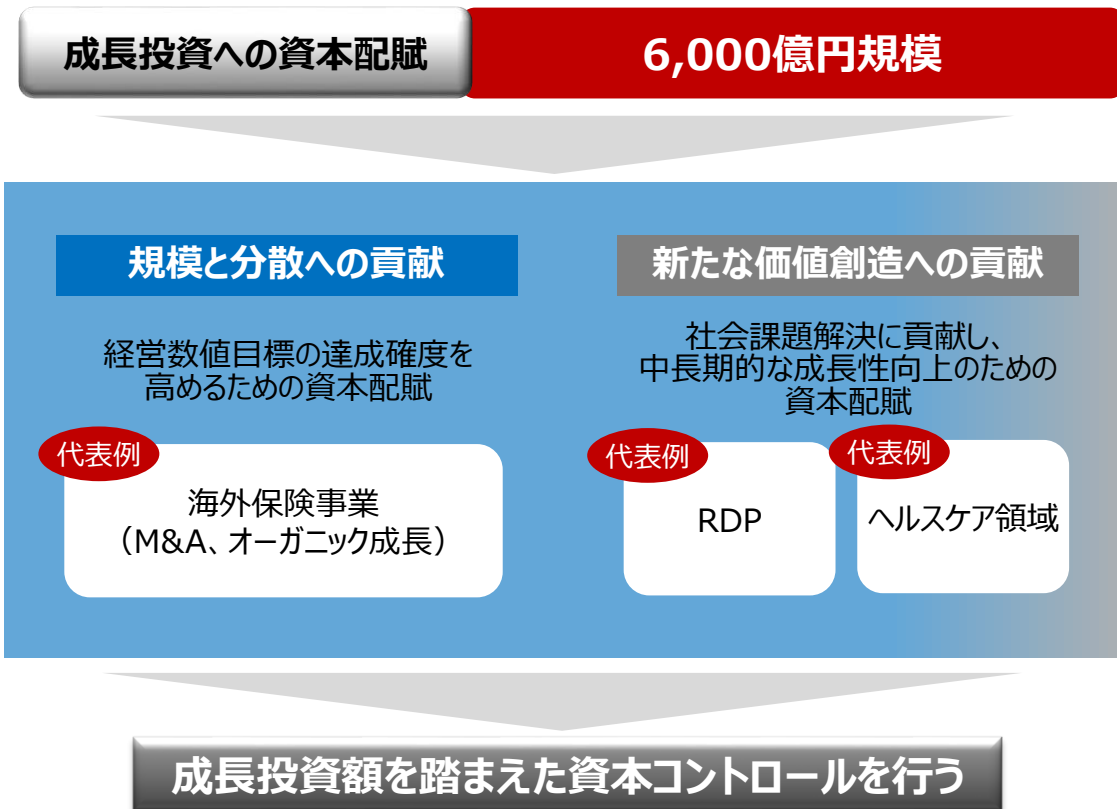 成長投資への資本配賦
6,000億円規模
規模と分散への貢献
経営数値目標の達成確度を
高めるための資本配賦
代表例
海外保険事業
（M&A、オーガニック成長）
新たな価値創造への貢献
社会課題解決に貢献し、
中長期的な成長性向上のための
資本配賦
代表例
RDP
代表例
ヘルスケア領域
成長投資額を踏まえた資本コントロールを行う